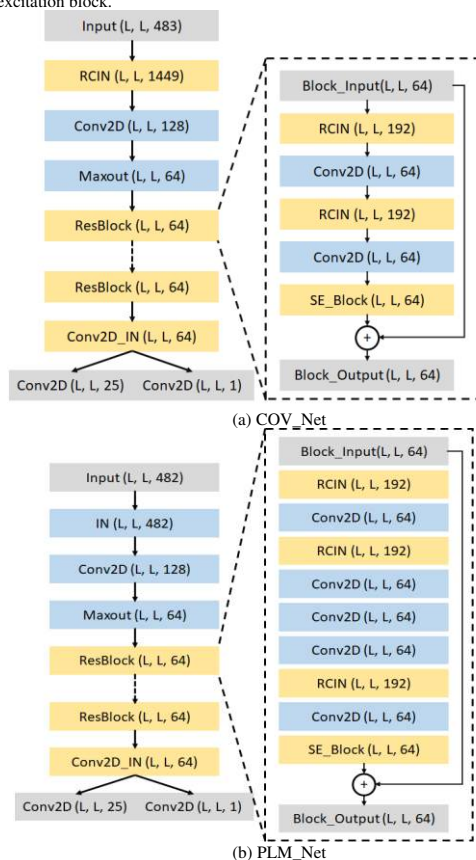 excitation block.
Input (L, L, 483)
RCIN (L, L, 1449)
Conv2D (L, L, 128)
Maxout (L, L, 64)
ResBlock (L, L, 64)
ResBlock (L, L, 64)
Conv2D_IN (L, L, 64)
Conv2D (L, L, 25) Conv2D (L, L, 1)
Block_Input(L, L, 64)
RCIN (L, L, 192)
Conv2D (L, L, 64)
RCIN (L, L, 192)
Conv2D (L, L, 64)
SE_Block (L, L, 64)
+
Block_Output (L, L, 64)
(a) COV_Net
Input (L, L, 482)
IN (L, L, 482)
Conv2D (L, L, 128)
Maxout (L, L, 64)
ResBlock (L, L, 64)
ResBlock (L, L, 64)
Conv2D_IN (L, L, 64)
Conv2D (L, L, 25) Conv2D (L, L, 1)
Block_Input(L, L, 64)
RCIN (L, L, 192)
Conv2D (L, L, 64)
RCIN (L, L, 192)
Conv2D (L, L, 64)
Conv2D (L, L, 64)
Conv2D (L, L, 64)
RCIN (L, L, 192)
Conv2D (L, L, 64)
SE_Block (L, L, 64)
+
Block_Output (L, L, 64)
(b) PLM_Net